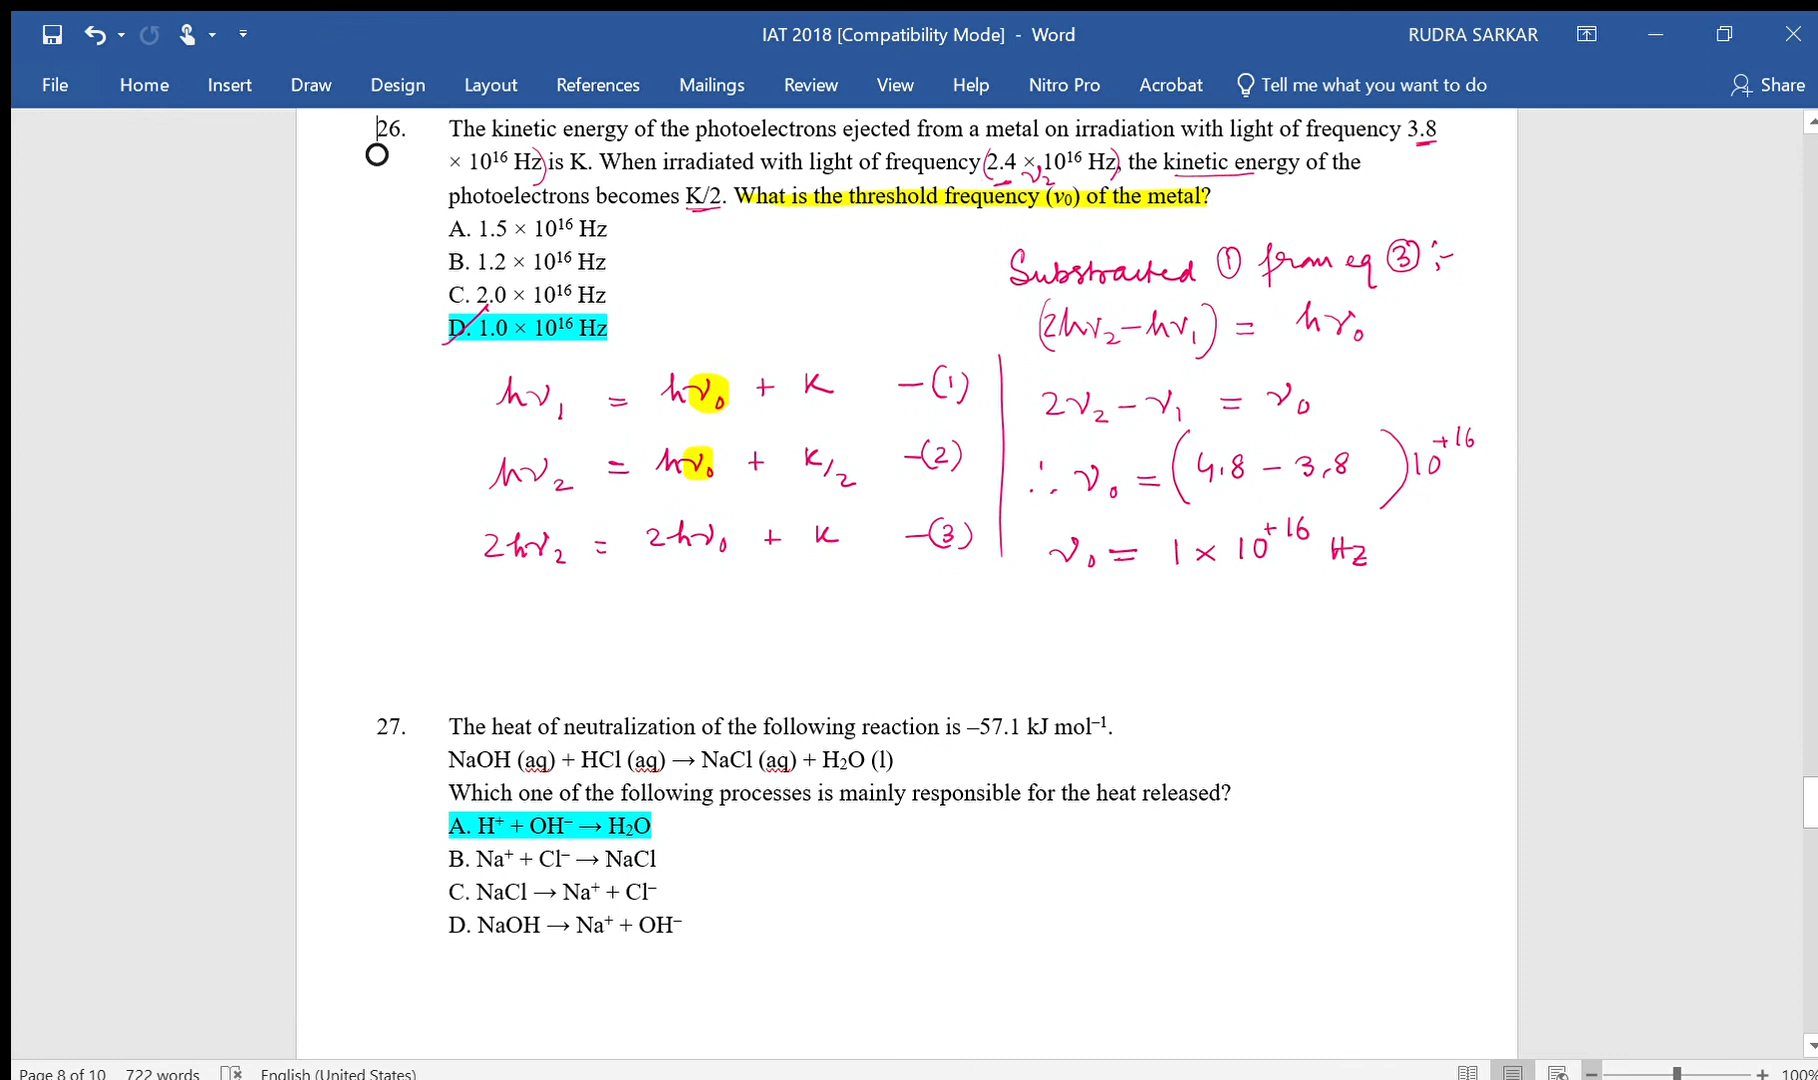 IAT 2018 [Compatibility Mode] - Word
RUDRA SARKAR
File Home Insert Draw Design Layout References Mailings Review View Help Nitro Pro Acrobat Tell me what you want to do Share
26. The kinetic energy of the photoelectrons ejected from a metal on irradiation with light of frequency 3.8
× 10¹⁶ Hz) is K. When irradiated with light of frequency (2.4 × 10¹⁶ Hz), the kinetic energy of the
ν₂
photoelectrons becomes K/2. What is the threshold frequency (ν₀) of the metal?
A. 1.5 × 10¹⁶ Hz
B. 1.2 × 10¹⁶ Hz
C. 2.0 × 10¹⁶ Hz
D. 1.0 × 10¹⁶ Hz
hν₁ = hν₀ + K –(1)
hν₂ = hν₀ + K/2 –(2)
2hν₂ = 2hν₀ + K –(3)
Substracted ① from eq ③ :-
(2hν₂ – hν₁) = hν₀
2ν₂ – ν₁ = ν₀
∴ ν₀ = (4.8 – 3.8) 10⁺¹⁶
ν₀ = 1 × 10⁺¹⁶ Hz
27. The heat of neutralization of the following reaction is –57.1 kJ mol⁻¹.
NaOH (aq) + HCl (aq) → NaCl (aq) + H₂O (l)
Which one of the following processes is mainly responsible for the heat released?
A. H⁺ + OH⁻ → H₂O
B. Na⁺ + Cl⁻ → NaCl
C. NaCl → Na⁺ + Cl⁻
D. NaOH → Na⁺ + OH⁻
Page 8 of 10 722 words English (United States) 100%